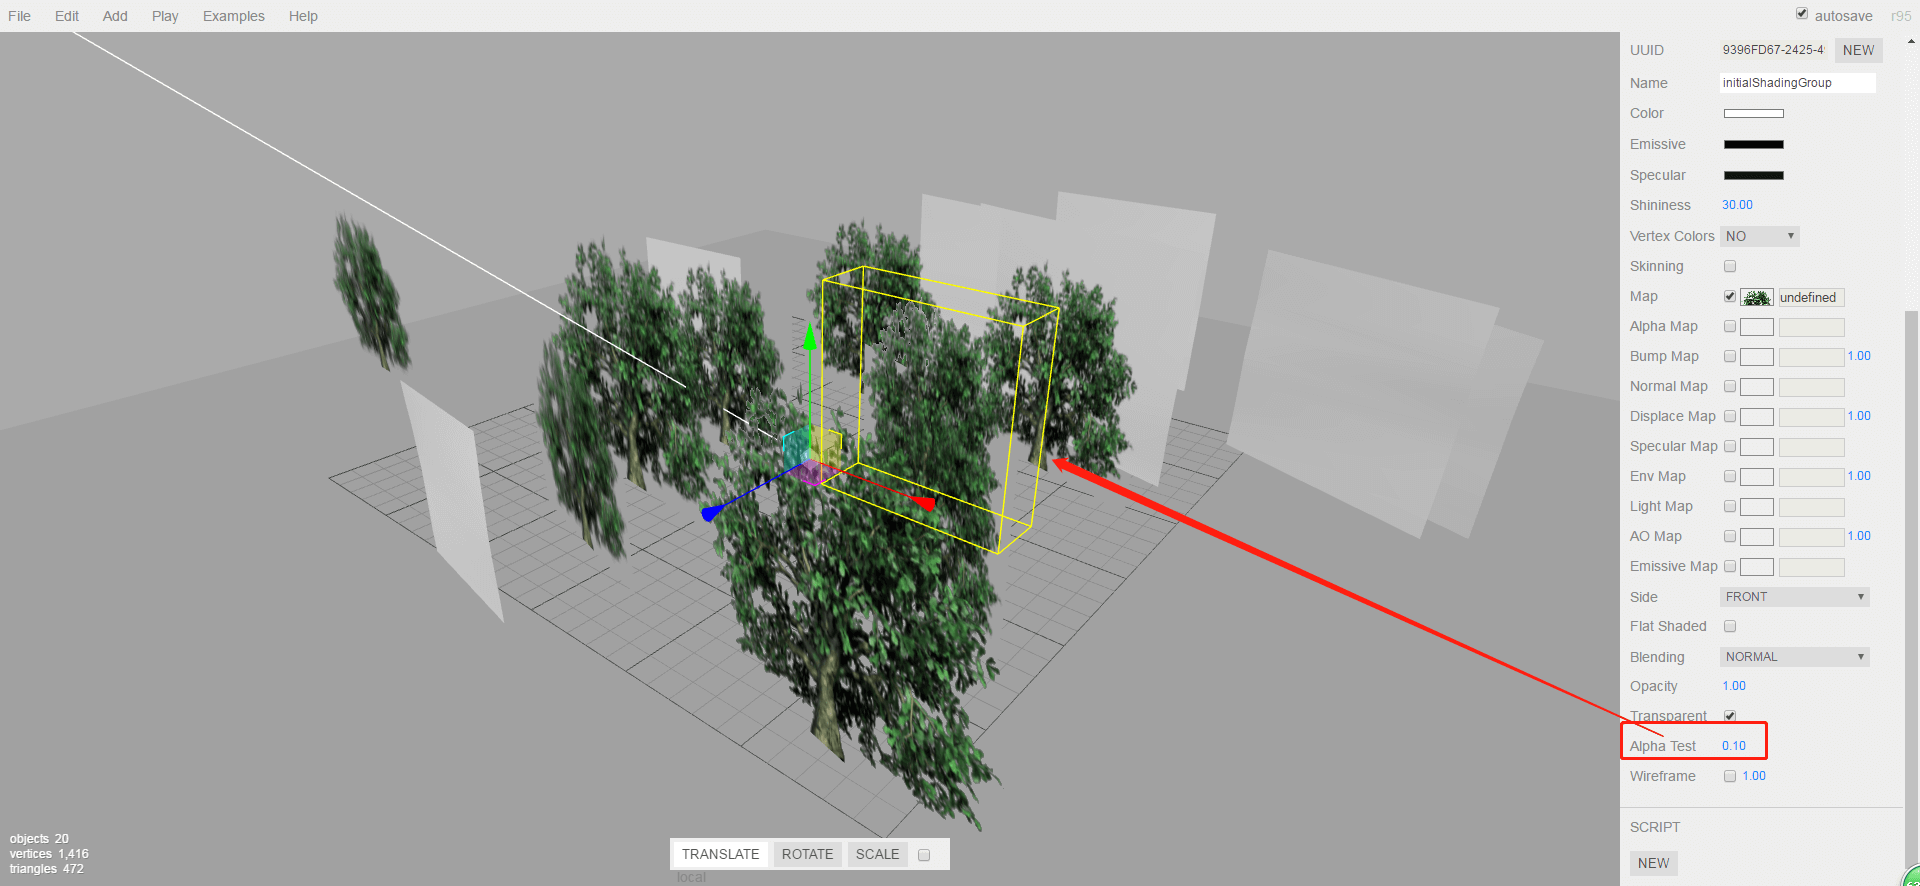 File Edit Add Play Examples Help autosave r95
UUID 9396FD67-2425-4 NEW
Name initialShadingGroup
Color
Emissive
Specular
Shininess 30.00
Vertex Colors NO
Skinning
Map undefined
Alpha Map
Bump Map 1.00
Normal Map
Displace Map 1.00
Specular Map
Env Map 1.00
Light Map
AO Map 1.00
Emissive Map
Side FRONT
Flat Shaded
Blending NORMAL
Opacity 1.00
Transparent
Alpha Test 0.10
Wireframe 1.00
SCRIPT
NEW
objects 20
vertices 1,416
triangles 472
TRANSLATE ROTATE SCALE
local